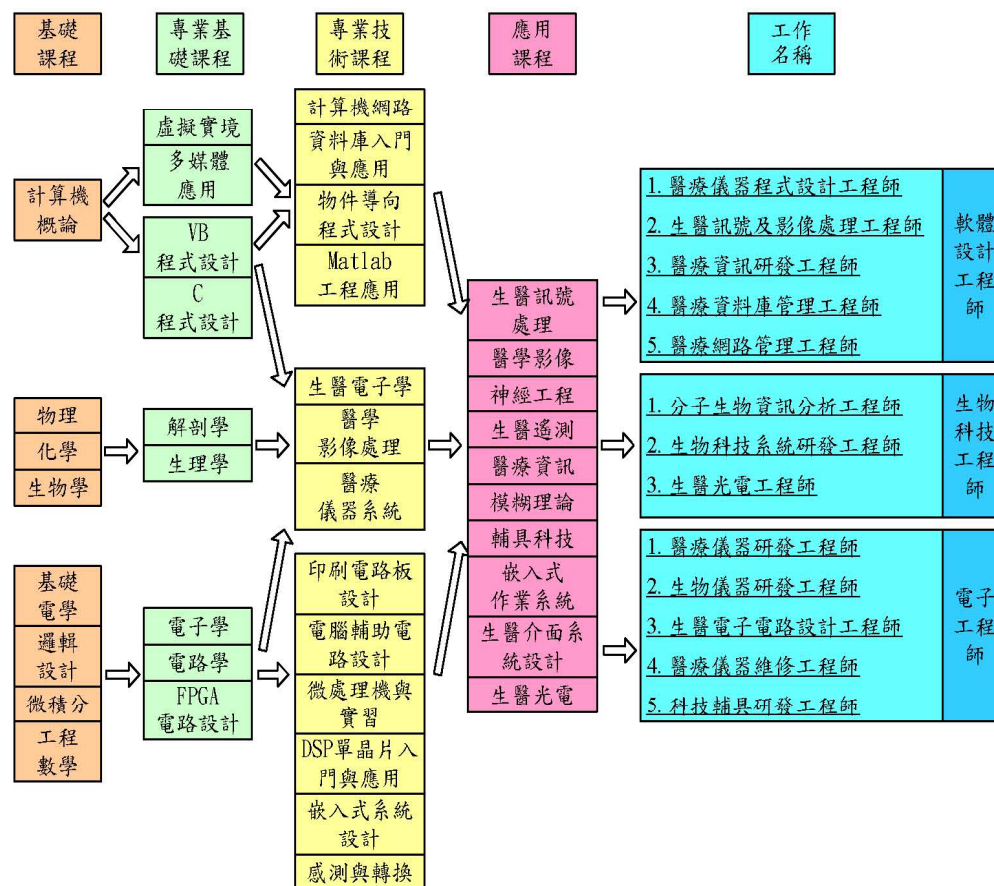 基礎
課程
專業基
礎課程
專業技
術課程
應用
課程
工作
名稱
計算機
概論
物理
化學
生物學
基礎
電學
邏輯
設計
微積分
工程
數學
虛擬實境
多媒體
應用
VB
程式設計
C
程式設計
解剖學
生理學
電子學
電路學
FPGA
電路設計
計算機網路
資料庫入門
與應用
物件導向
程式設計
Matlab
工程應用
生醫電子學
醫學
影像處理
醫療
儀器系統
印刷電路板
設計
電腦輔助電
路設計
微處理機與
實習
DSP單晶片入
門與應用
嵌入式系統
設計
感測與轉換
生醫訊號
處理
醫學影像
神經工程
生醫遙測
醫療資訊
模糊理論
輔具科技
嵌入式
作業系統
生醫介面系
統設計
生醫光電
1. 醫療儀器程式設計工程師
2. 生醫訊號及影像處理工程師
3. 醫療資訊研發工程師
4. 醫療資料庫管理工程師
5. 醫療網路管理工程師
軟體
設計
工程
師
1. 分子生物資訊分析工程師
2. 生物科技系統研發工程師
3. 生醫光電工程師
生物
科技
工程
師
1. 醫療儀器研發工程師
2. 生物儀器研發工程師
3. 生醫電子電路設計工程師
4. 醫療儀器維修工程師
5. 科技輔具研發工程師
電子
工程
師